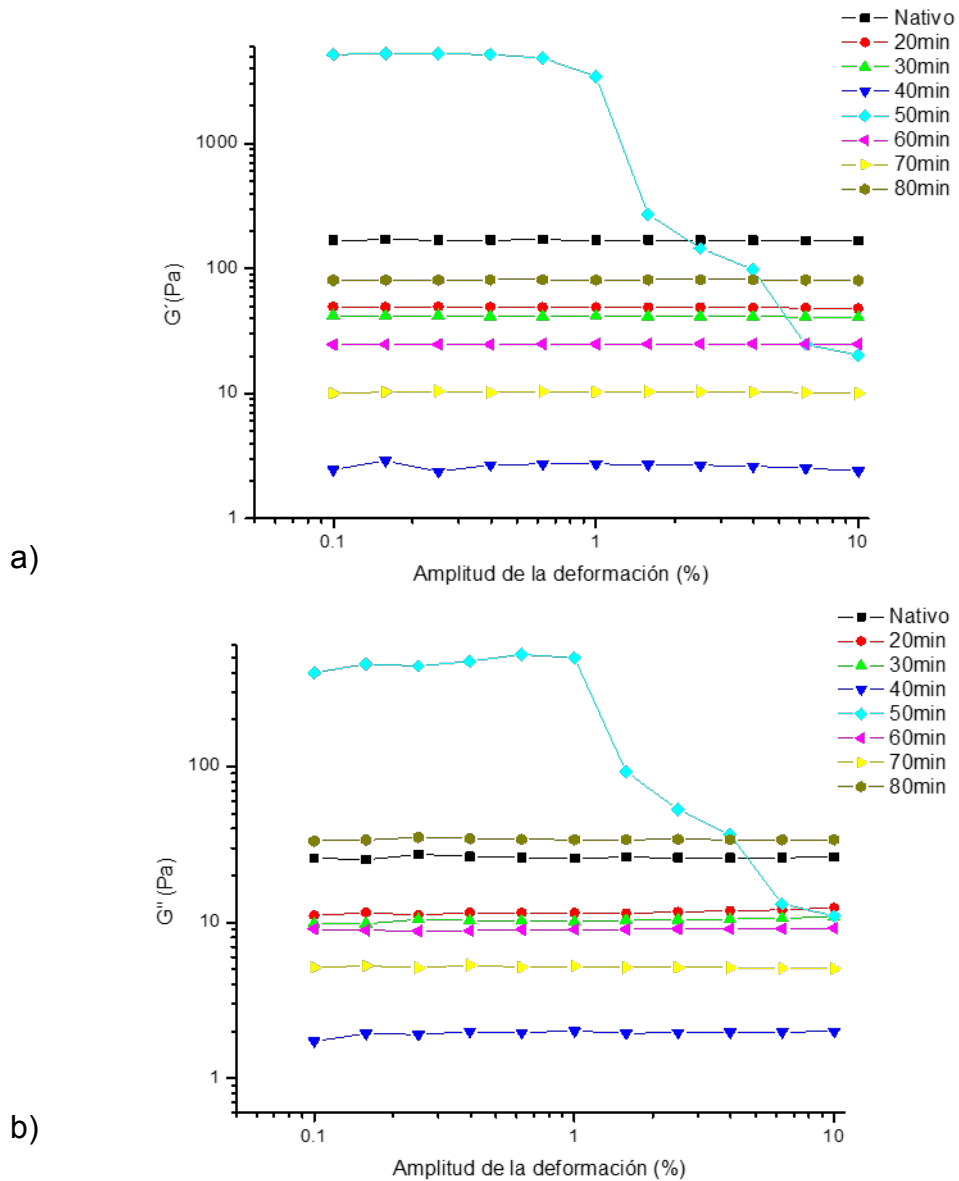 a)
Nativo
20min
30min
40min
50min
60min
70min
80min
G´(Pa)
1000
100
10
1
0.1 1 10
Amplitud de la deformación (%)
b)
Nativo
20min
30min
40min
50min
60min
70min
80min
G" (Pa)
100
10
1
0.1 1 10
Amplitud de la deformación (%)